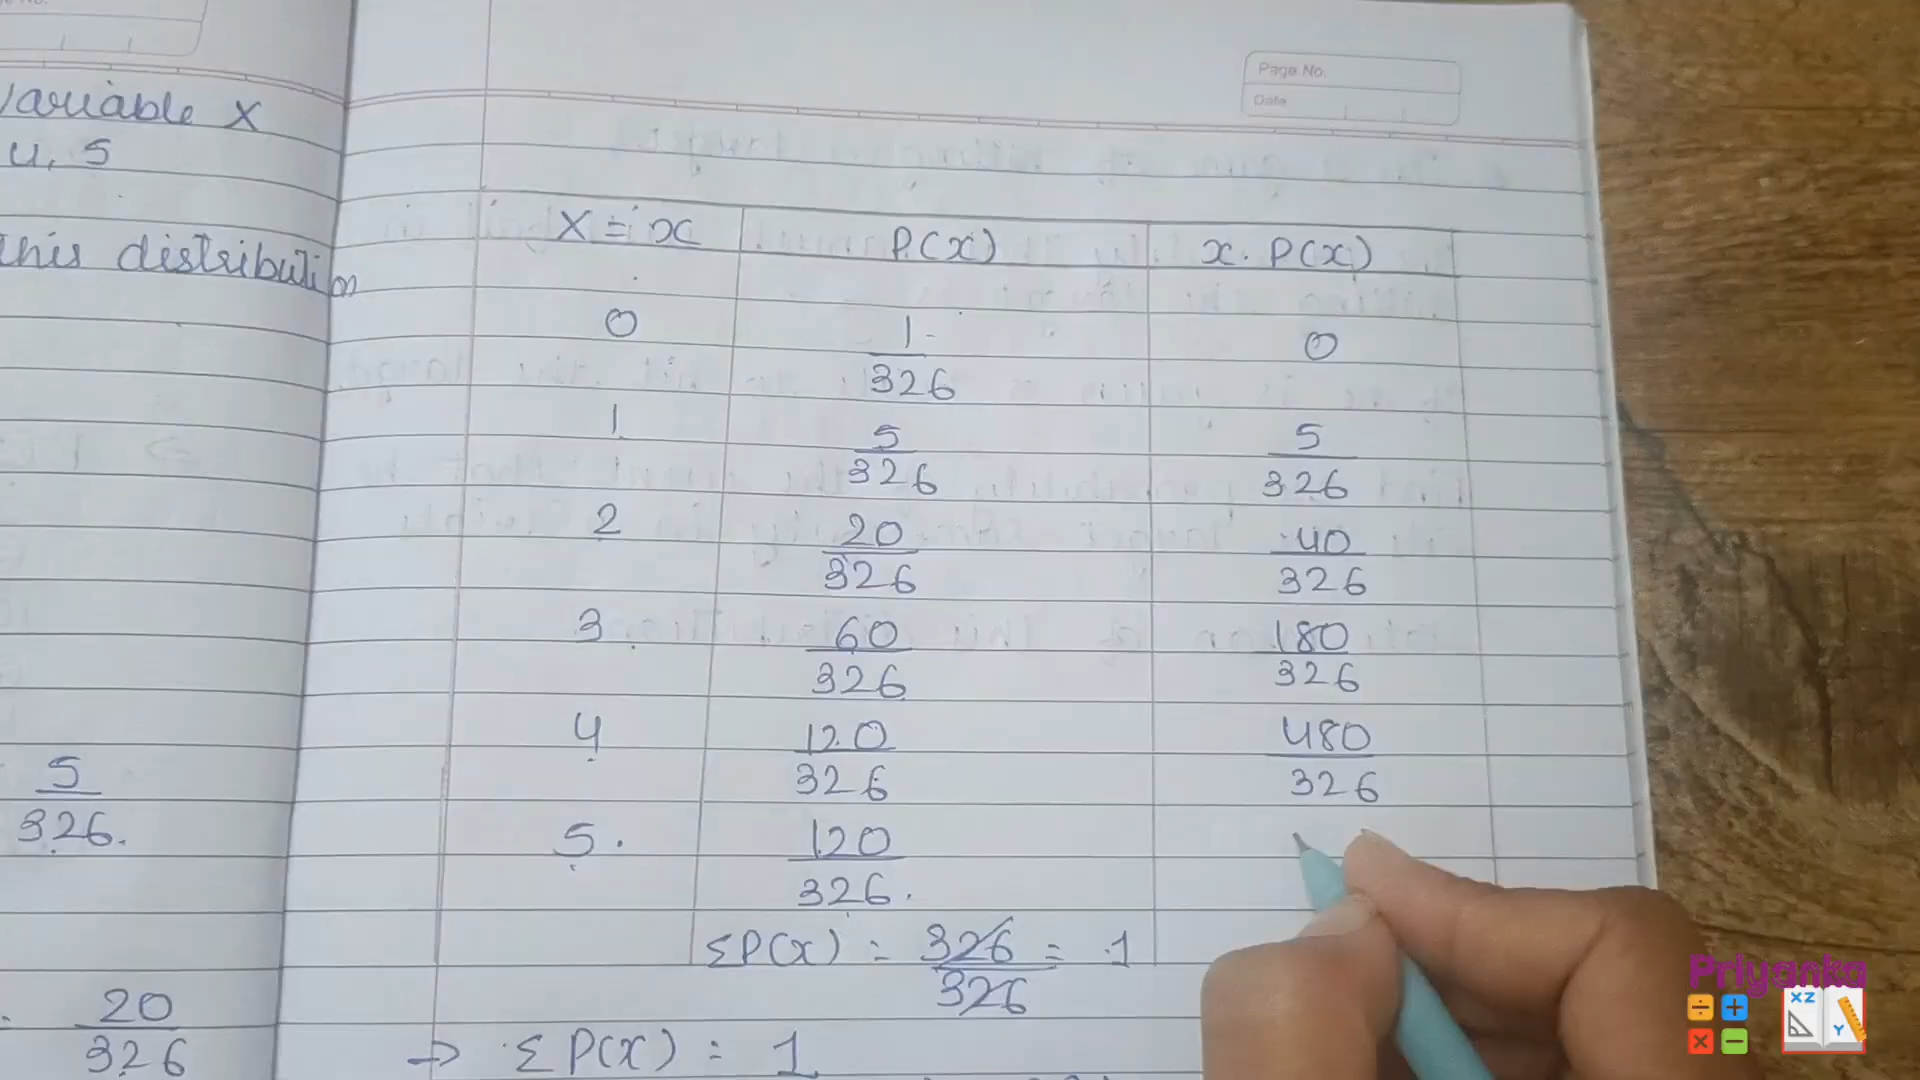 variable X
4, 5
this distribution
5
326.
20
326
Page No.
Date
X = x P(x) x. P(x)
0 1/326 0
1 5/326 5/326
2 20/326 40/326
3 60/326 180/326
4 120/326 480/326
5. 120/326.
ΣP(x) = 326/326 = 1
⇒ Σ P(x) = 1
Priyanka
XZ
Y